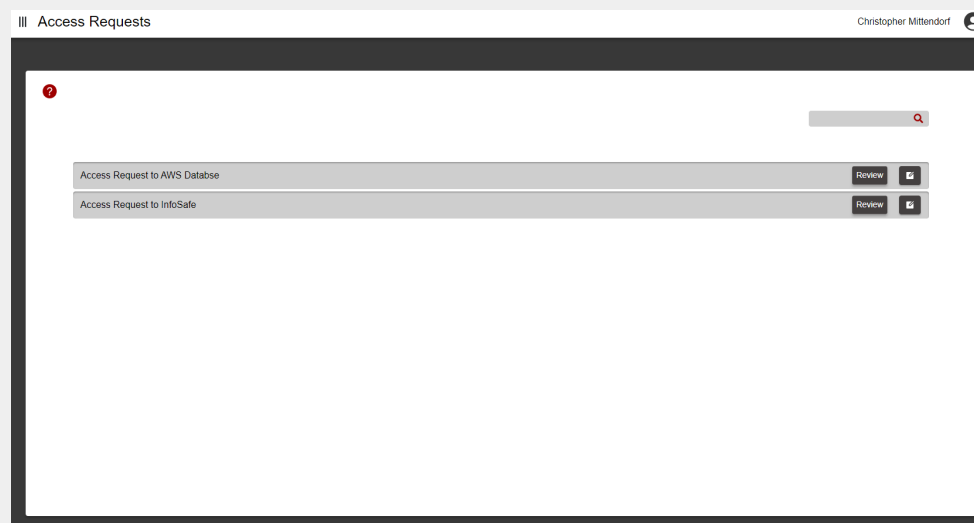 Access Requests
Christopher Mittendorf
?
Access Request to AWS Databse
Review
Access Request to InfoSafe
Review